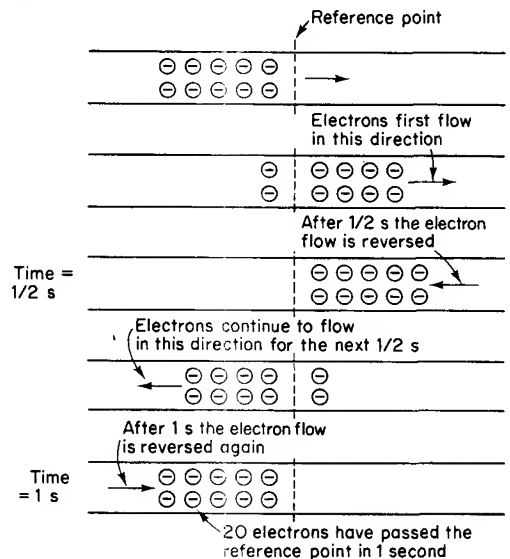 Reference point
Electrons first flow
in this direction
After 1/2 s the electron
flow is reversed
Time =
1/2 s
Electrons continue to flow
in this direction for the next 1/2 s
After 1 s the electron flow
is reversed again
Time
= 1 s
20 electrons have passed the
reference point in 1 second